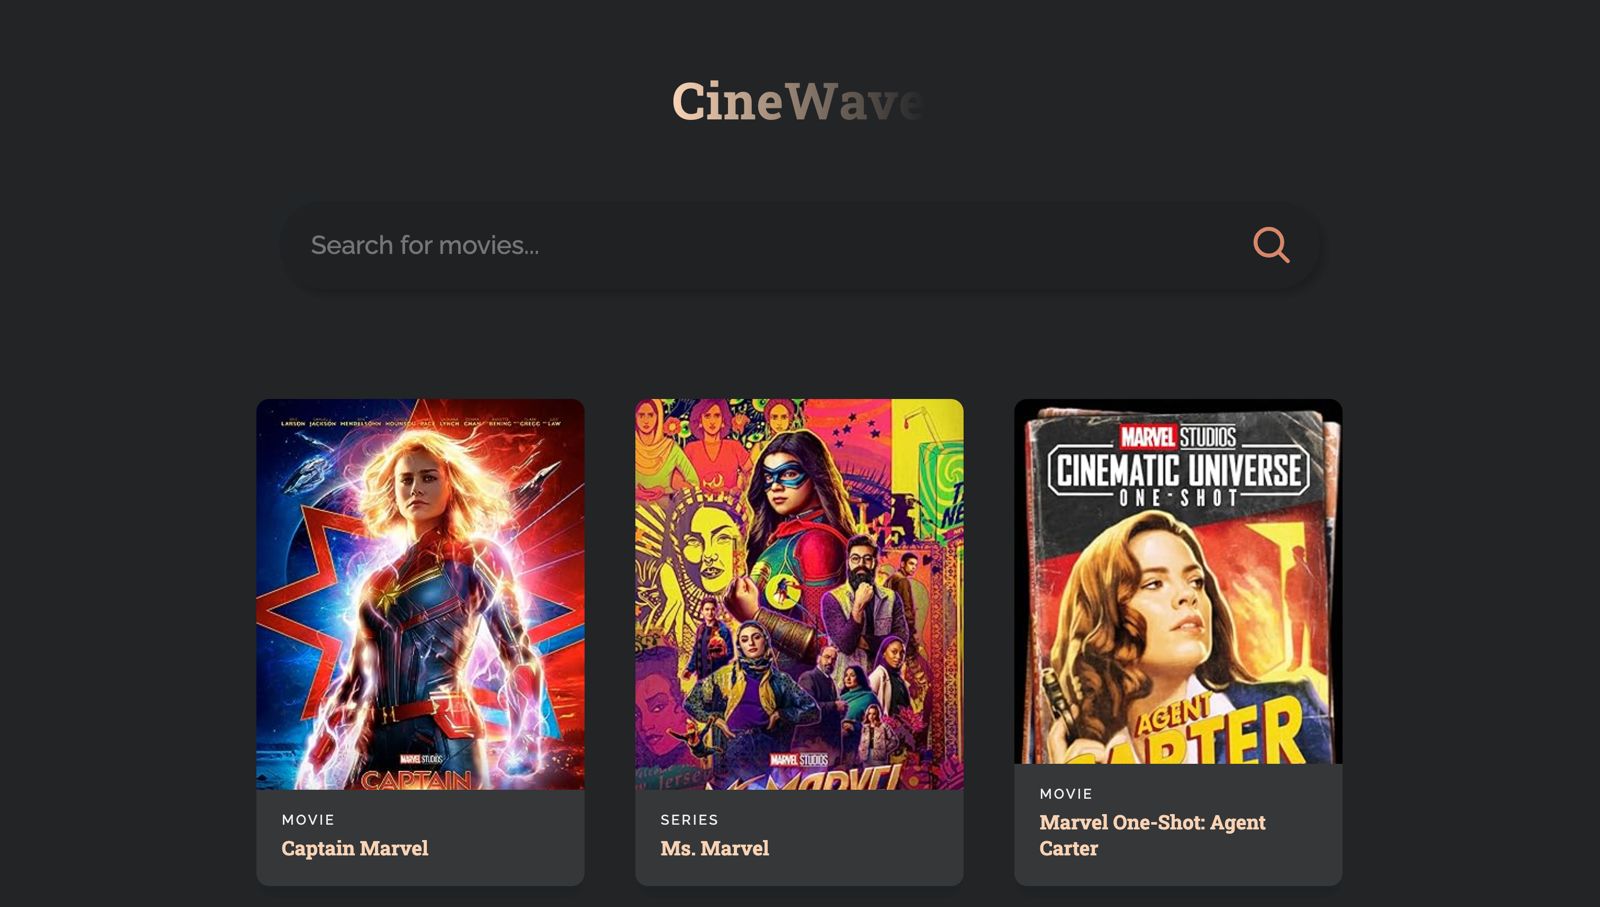 CineWave
Search for movies...
LARSON JACKSON MENDELSOHN HOUNSOU PACE LYNCH CHAN BENING GREGG LAW
MARVEL STUDIOS
CAPTAIN
MOVIE
Captain Marvel
MARVEL STUDIOS
MS. MARVEL
SERIES
Ms. Marvel
MARVEL STUDIOS
CINEMATIC UNIVERSE
ONE-SHOT
AGENT
CARTER
MOVIE
Marvel One-Shot: Agent
Carter